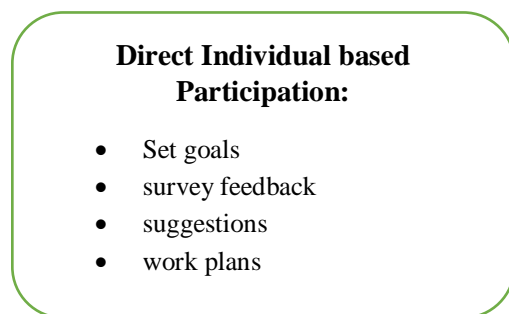 Direct Individual based
Participation:
• Set goals
• survey feedback
• suggestions
• work plans